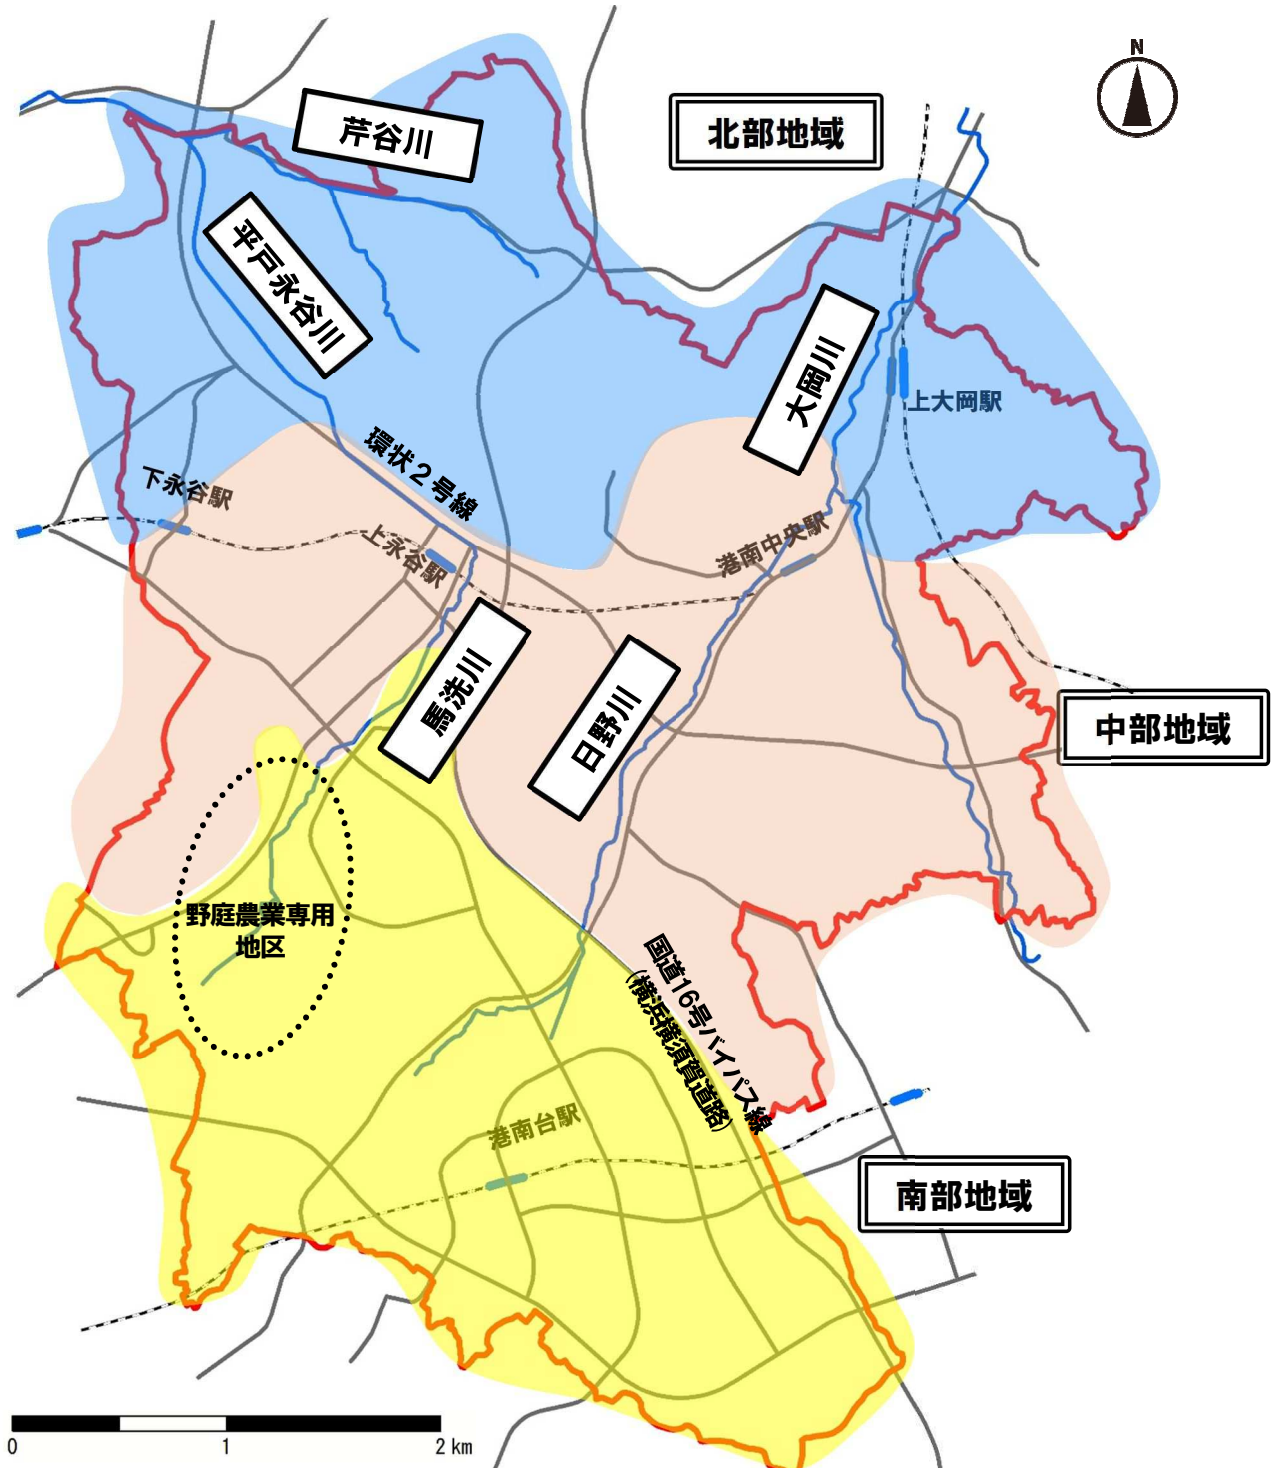 N
北部地域
芹谷川
平戸永谷川
大岡川
上大岡駅
環状２号線
下永谷駅
上永谷駅
港南中央駅
馬洗川
日野川
中部地域
野庭農業専用
地区
国道16号バイパス線
（横浜横須賀道路）
港南台駅
南部地域
0 1 2 km